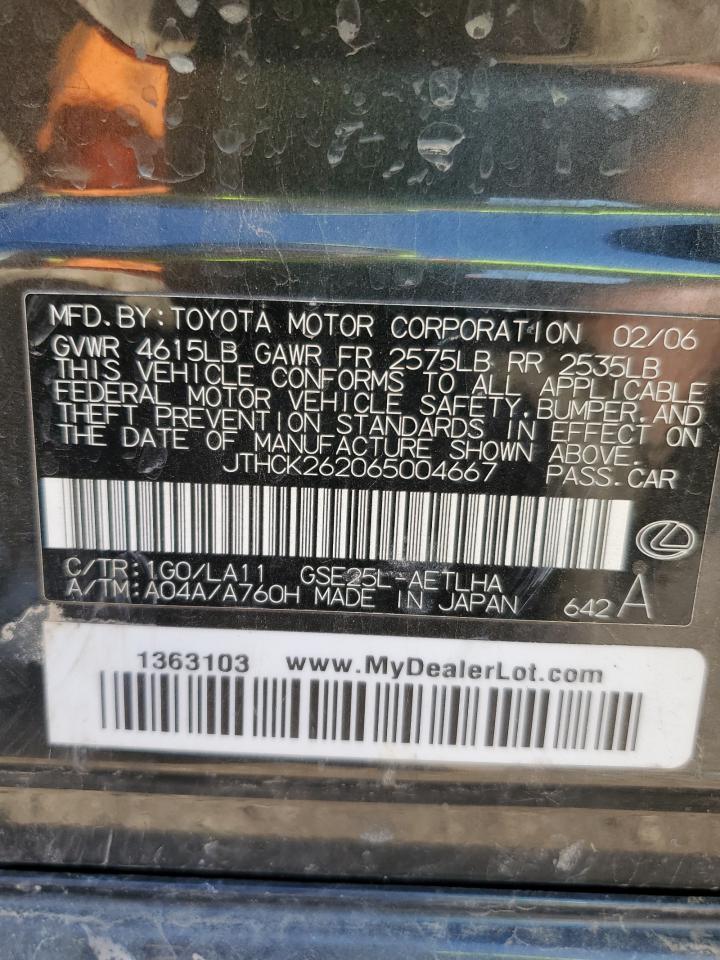 MFD.BY:TOYOTA MOTOR CORPORATION 02/06
GVWR 4615LB GAWR FR 2575LB RR 2535LB
THIS VEHICLE CONFORMS TO ALL APPLICABLE
FEDERAL MOTOR VEHICLE SAFETY,BUMPER,AND
THEFT PREVENTION STANDARDS IN EFFECT ON
THE DATE OF MANUFACTURE SHOWN ABOVE.
JTHCK262065004667 PASS.CAR
C/TR:1G0/LA11 GSE25L-AETLHA
A/TM:A04A/A760H MADE IN JAPAN 642 A
1363103 www.MyDealerLot.com